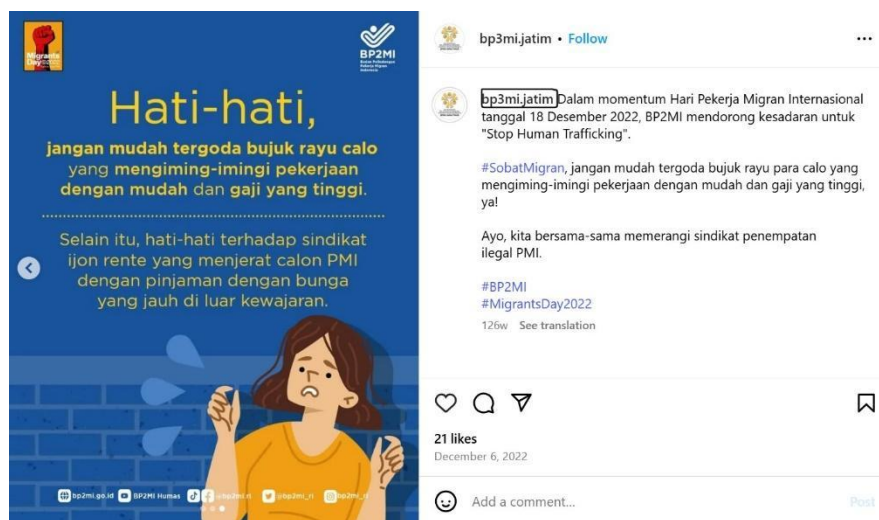 Migrants
Day2022
BP2MI
Badan Pelindungan
Pekerja Migran
Indonesia
Hati-hati,
jangan mudah tergoda bujuk rayu calo
yang mengiming-imingi pekerjaan
dengan mudah dan gaji yang tinggi.
Selain itu, hati-hati terhadap sindikat
ijon rente yang menjerat calon PMI
dengan pinjaman dengan bunga
yang jauh di luar kewajaran.
bp2mi.go.id BP2MI Humas @bp2mi_ri @bp2mi_ri
bp3mi.jatim • Follow
bp3mi.jatim Dalam momentum Hari Pekerja Migran Internasional
tanggal 18 Desember 2022, BP2MI mendorong kesadaran untuk
"Stop Human Trafficking".
#SobatMigran, jangan mudah tergoda bujuk rayu para calo yang
mengiming-imingi pekerjaan dengan mudah dan gaji yang tinggi,
ya!
Ayo, kita bersama-sama memerangi sindikat penempatan
ilegal PMI.
#BP2MI
#MigrantsDay2022
126w See translation
21 likes
December 6, 2022
Add a comment...
Post